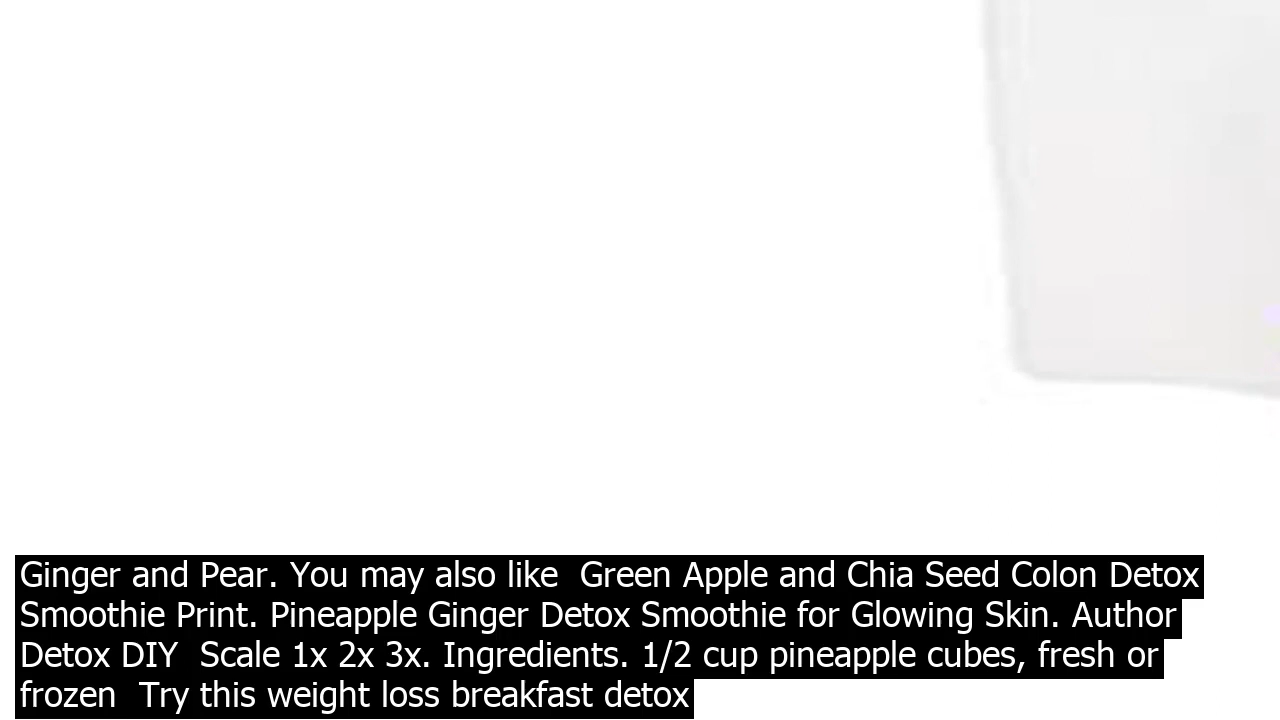 Ginger and Pear. You may also like  Green Apple and Chia Seed Colon Detox
Smoothie Print. Pineapple Ginger Detox Smoothie for Glowing Skin. Author
Detox DIY  Scale 1x 2x 3x. Ingredients. 1/2 cup pineapple cubes, fresh or
frozen  Try this weight loss breakfast detox